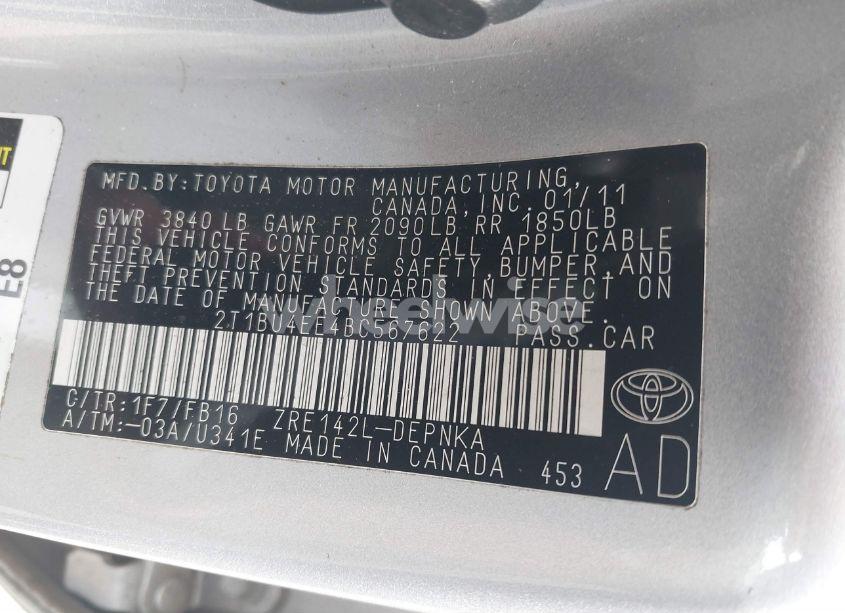 NT
E8
MFD.BY:TOYOTA MOTOR MANUFACTURING,
CANADA,INC.01/11
GVWR 3840 LB GAWR FR 2090LB RR 1850LB
THIS VEHICLE CONFORMS TO ALL APPLICABLE
FEDERAL MOTOR VEHICLE SAFETY,BUMPER,AND
THEFT PREVENTION STANDARDS IN EFFECT ON
THE DATE OF MANUFACTURE SHOWN ABOVE.
2T1BU4EE4BC567622 PASS.CAR
wheelwise
C/TR:1F7/FB16 ZRE142L-DEPNKA
A/TM:-03A/U341E MADE IN CANADA 453
AD